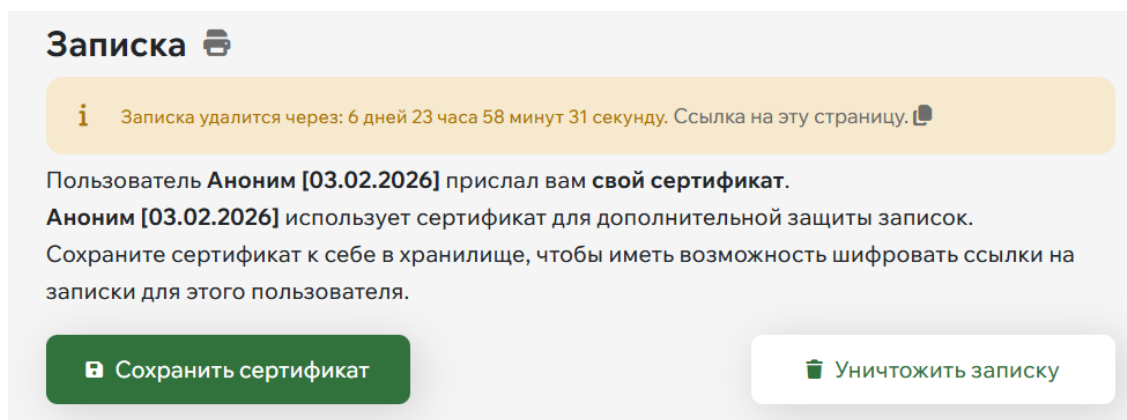 Записка
Записка удалится через: 6 дней 23 часа 58 минут 31 секунду. Ссылка на эту страницу.
Пользователь Аноним [03.02.2026] прислал вам свой сертификат.
Аноним [03.02.2026] использует сертификат для дополнительной защиты записок.
Сохраните сертификат к себе в хранилище, чтобы иметь возможность шифровать ссылки на
записки для этого пользователя.
Сохранить сертификат
Уничтожить записку